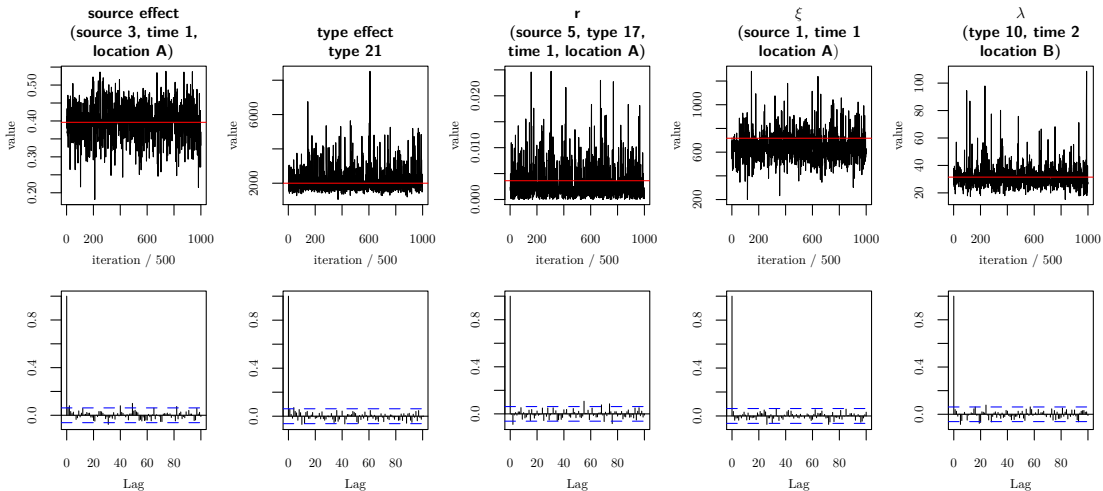 source effect
(source 3, time 1,
location A)
type effect
type 21
r
(source 5, type 17,
time 1, location A)
ξ
(source 1, time 1
location A)
λ
(type 10, time 2
location B)
value
0.20 0.30 0.40 0.50
0 200 600 1000
iteration / 500
value
2000 6000
0 200 600 1000
iteration / 500
value
0.000 0.010 0.020
0 200 600 1000
iteration / 500
value
200 600 1000
0 200 600 1000
iteration / 500
value
20 40 60 80 100
0 200 600 1000
iteration / 500
0.0 0.4 0.8
0 20 40 60 80
Lag
0.0 0.4 0.8
0 20 40 60 80
Lag
0.0 0.4 0.8
0 20 40 60 80
Lag
0.0 0.4 0.8
0 20 40 60 80
Lag
0.0 0.4 0.8
0 20 40 60 80
Lag